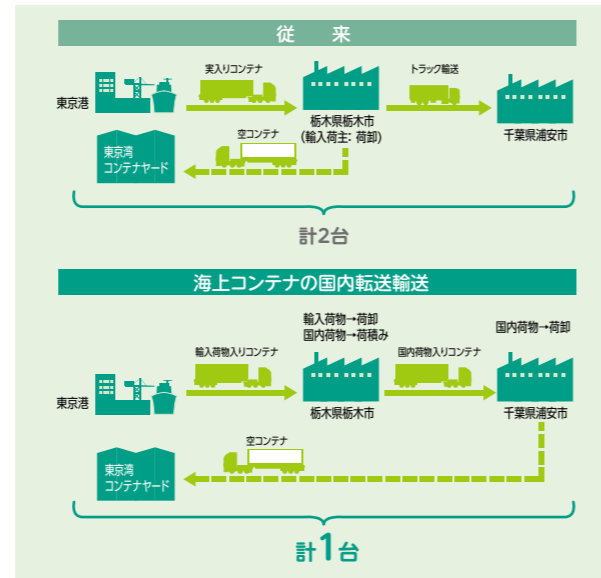 従 来
実入りコンテナ
トラック輸送
東京港
栃木県栃木市
(輸入荷主: 荷卸)
千葉県浦安市
空コンテナ
東京湾
コンテナヤード
計2台
海上コンテナの国内転送輸送
輸入荷物→荷卸
国内荷物→荷積み
国内荷物→荷卸
輸入荷物入りコンテナ
国内荷物入りコンテナ
東京港
栃木県栃木市
千葉県浦安市
空コンテナ
東京湾
コンテナヤード
計1台